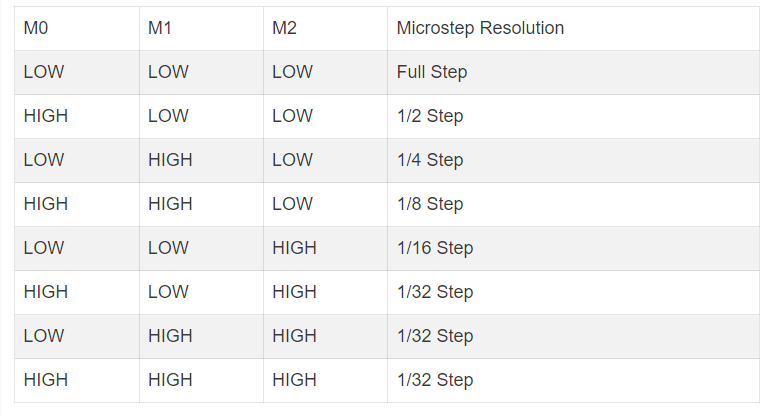 M0 M1 M2 Microstep Resolution
LOW LOW LOW Full Step
HIGH LOW LOW 1/2 Step
LOW HIGH LOW 1/4 Step
HIGH HIGH LOW 1/8 Step
LOW LOW HIGH 1/16 Step
HIGH LOW HIGH 1/32 Step
LOW HIGH HIGH 1/32 Step
HIGH HIGH HIGH 1/32 Step